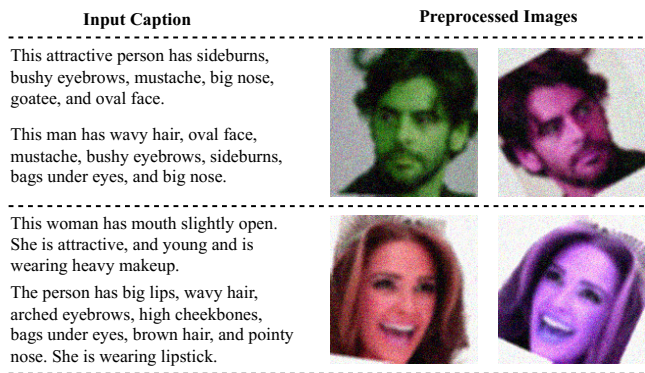 Input Caption
Preprocessed Images
This attractive person has sideburns,
bushy eyebrows, mustache, big nose,
goatee, and oval face.
This man has wavy hair, oval face,
mustache, bushy eyebrows, sideburns,
bags under eyes, and big nose.
This woman has mouth slightly open.
She is attractive, and young and is
wearing heavy makeup.
The person has big lips, wavy hair,
arched eyebrows, high cheekbones,
bags under eyes, brown hair, and pointy
nose. She is wearing lipstick.